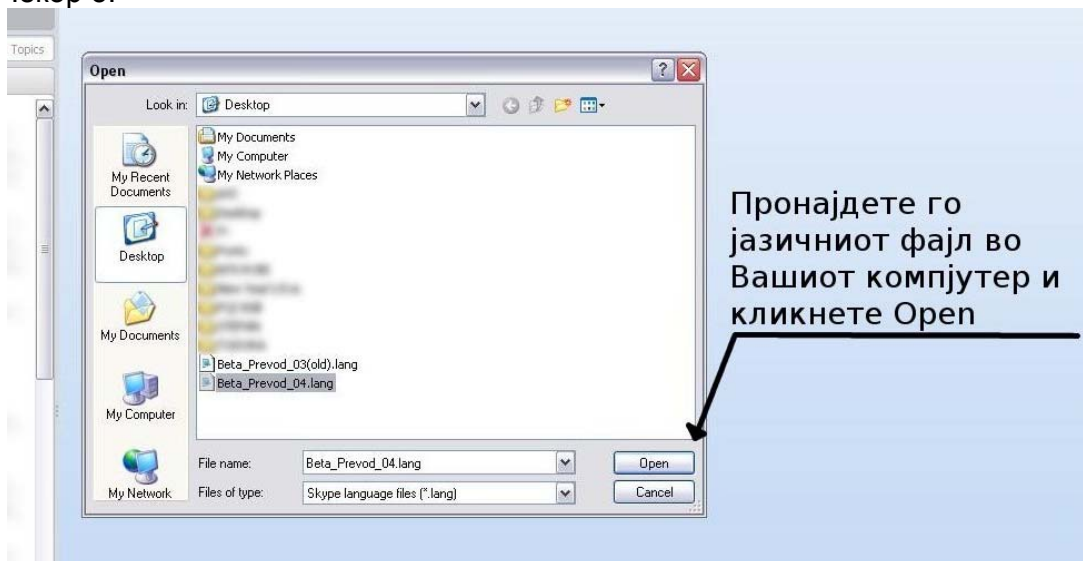 Topics
Open
Look in:
Desktop
My Documents
My Computer
My Network Places
My Recent
Documents
Desktop
My Documents
My Computer
My Network
Beta_Prevod_03(old).lang
Beta_Prevod_04.lang
File name:
Beta_Prevod_04.lang
Open
Files of type:
Skype language files (*.lang)
Cancel
Пронајдете го
јазичниот фајл во
Вашиот компјутер и
кликнете Open